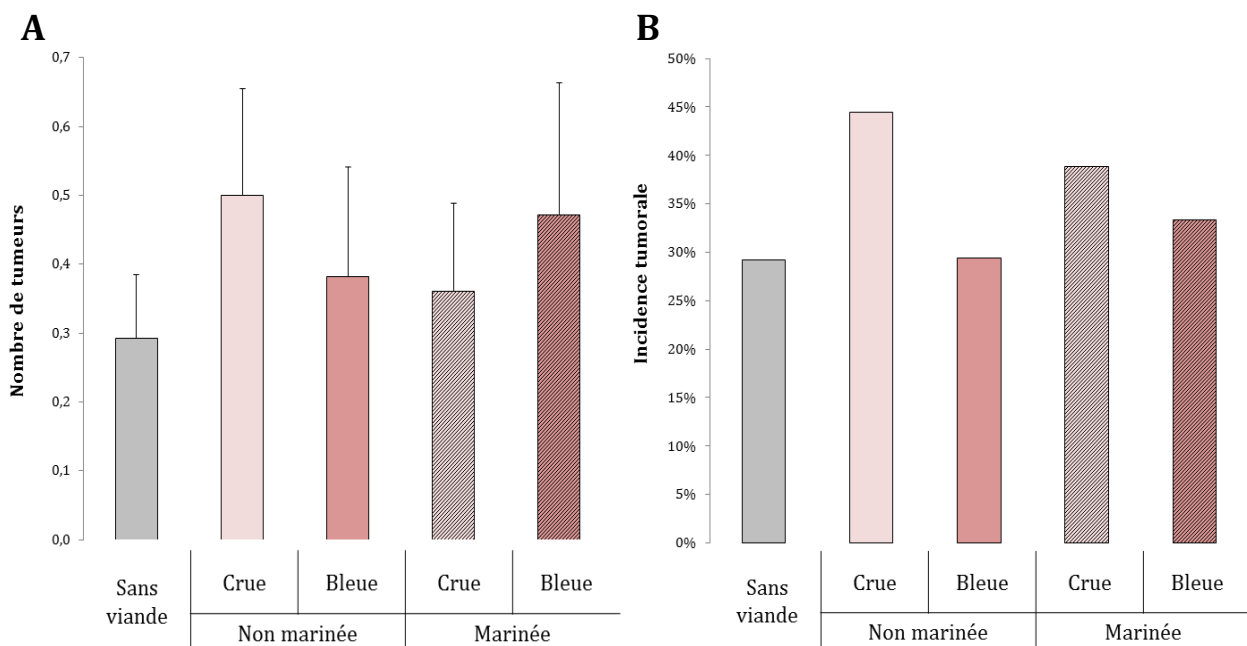 A
Nombre de tumeurs
0,7
0,6
0,5
0,4
0,3
0,2
0,1
0,0
Sans
viande
Crue
Bleue
Crue
Bleue
Non marinée
Marinée
B
Incidence tumorale
50%
45%
40%
35%
30%
25%
20%
15%
10%
5%
0%
Sans
viande
Crue
Bleue
Crue
Bleue
Non marinée
Marinée